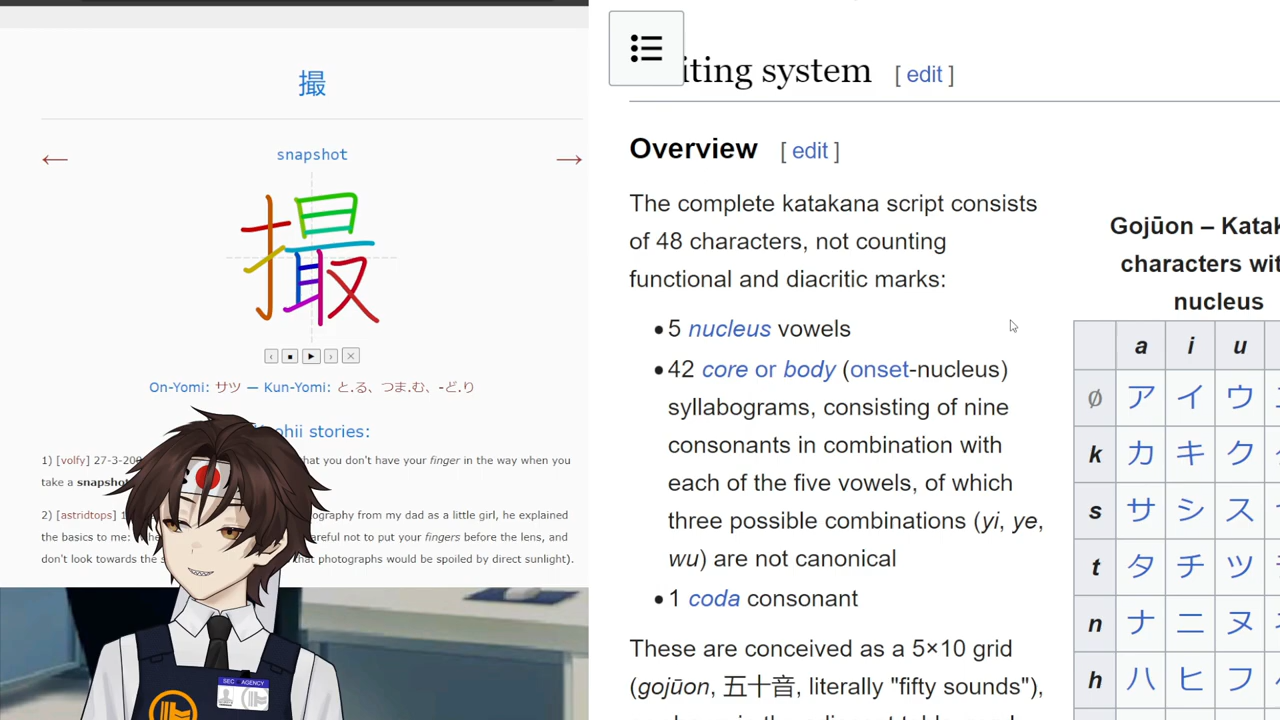 撮
←
→
snapshot
撮
On-Yomi: サツ — Kun-Yomi: と.る、つま.む、-ど.り
ohii stories:
1) [volfy] 27-3-200 hat you don't have your finger in the way when you
take a snapshot
2) [astridtops] 1 ography from my dad as a little girl, he explained
the basics to me: careful not to put your fingers before the lens, and
don't look towards the s that photographs would be spoiled by direct sunlight).
SEC AGENCY
iting system [ edit ]
Overview [ edit ]
The complete katakana script consists
of 48 characters, not counting
functional and diacritic marks:
• 5 nucleus vowels
• 42 core or body (onset-nucleus)
syllabograms, consisting of nine
consonants in combination with
each of the five vowels, of which
three possible combinations (yi, ye,
wu) are not canonical
• 1 coda consonant
These are conceived as a 5×10 grid
(gojūon, 五十音, literally "fifty sounds"),
Gojūon – Katak
characters wit
nucleus
a i u
∅ ア イ ウ
k カ キ ク
s サ シ ス
t タ チ ツ
n ナ ニ ヌ
h ハ ヒ フ